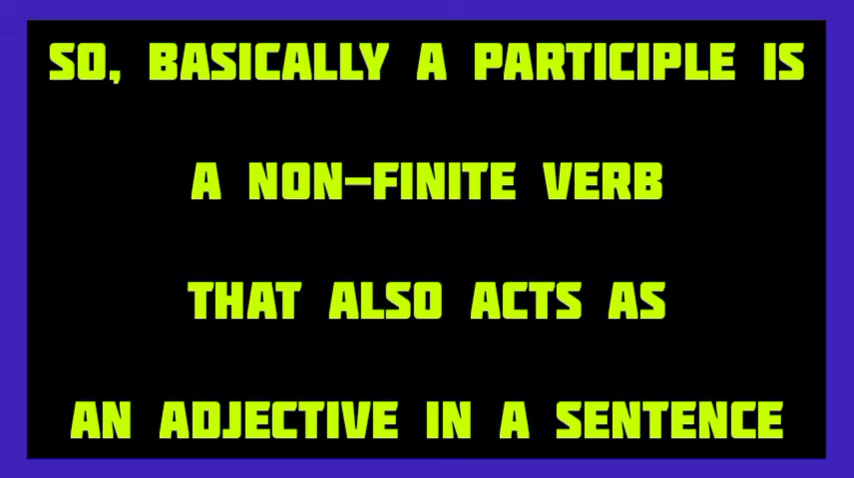 SO, BASICALLY A PARTICIPLE IS
A NON-FINITE VERB
THAT ALSO ACTS AS
AN ADJECTIVE IN A SENTENCE